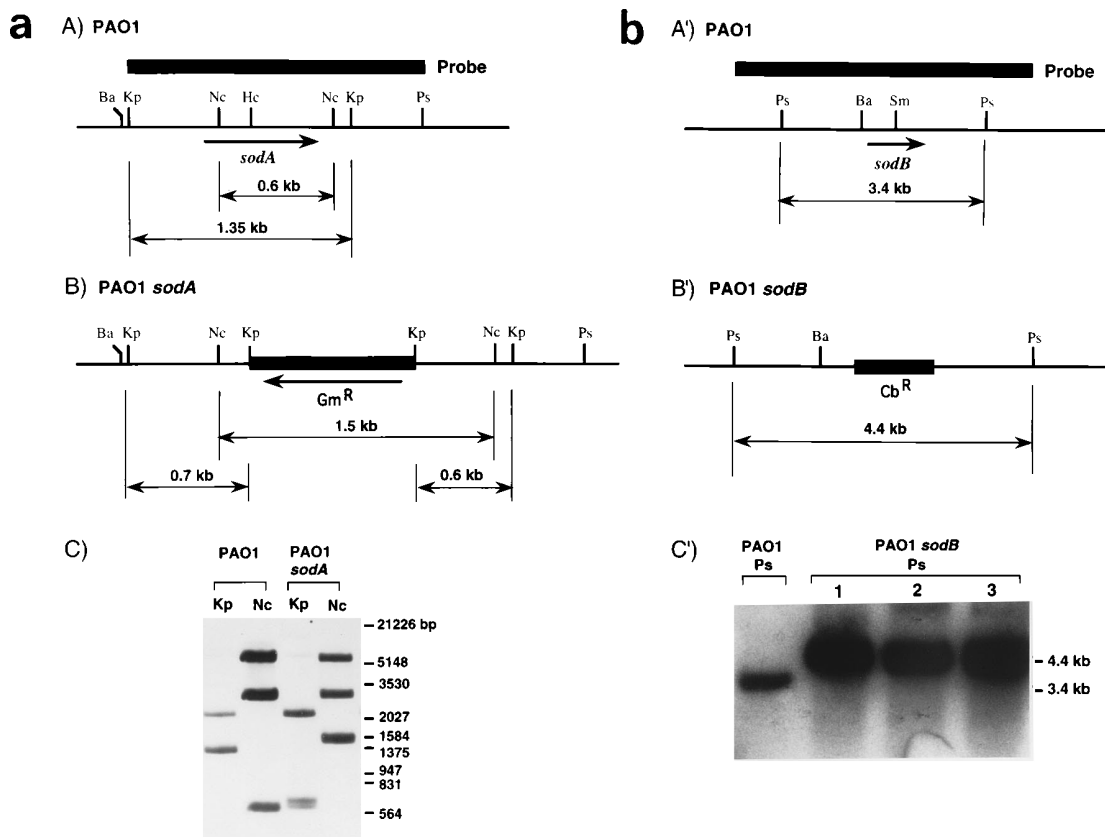 a
A) PAO1
Probe
Ba Kp Nc Hc Nc Kp Ps
sodA
0.6 kb
1.35 kb
B) PAO1 sodA
Ba Kp Nc Kp Kp Nc Kp Ps
Gm R
1.5 kb
0.7 kb 0.6 kb
C)
PAO1 PAO1 sodA
Kp Nc Kp Nc
21226 bp
5148
3530
2027
1584
1375
947
831
564
b
A') PAO1
Probe
Ps Ba Sm Ps
sodB
3.4 kb
B') PAO1 sodB
Ps Ba Ps
Cb R
4.4 kb
C')
PAO1 PAO1 sodB
Ps Ps
1 2 3
4.4 kb
3.4 kb